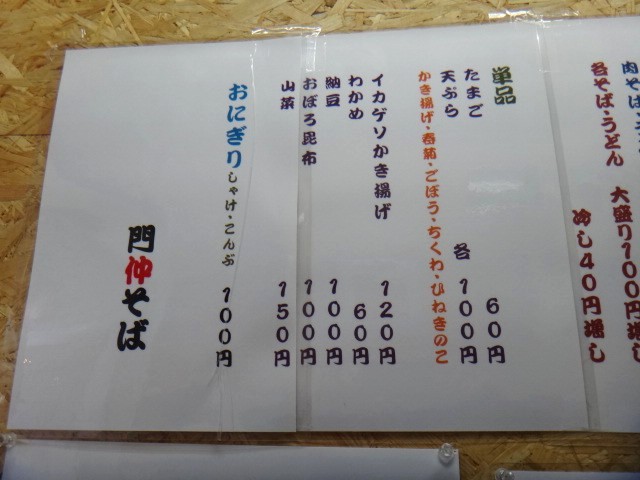 各そば・うどん 大盛り100円増し
冷し40円増し
単品
たまご 60円
天ぷら 各100円
かき揚げ・春菊・ごぼう・ちくわ・ひねきのこ
イカゲソかき揚げ 120円
わかめ 60円
納豆 100円
おぼろ昆布 100円
山菜 150円
おにぎり しゃけ・こんぶ 100円
門仲そば